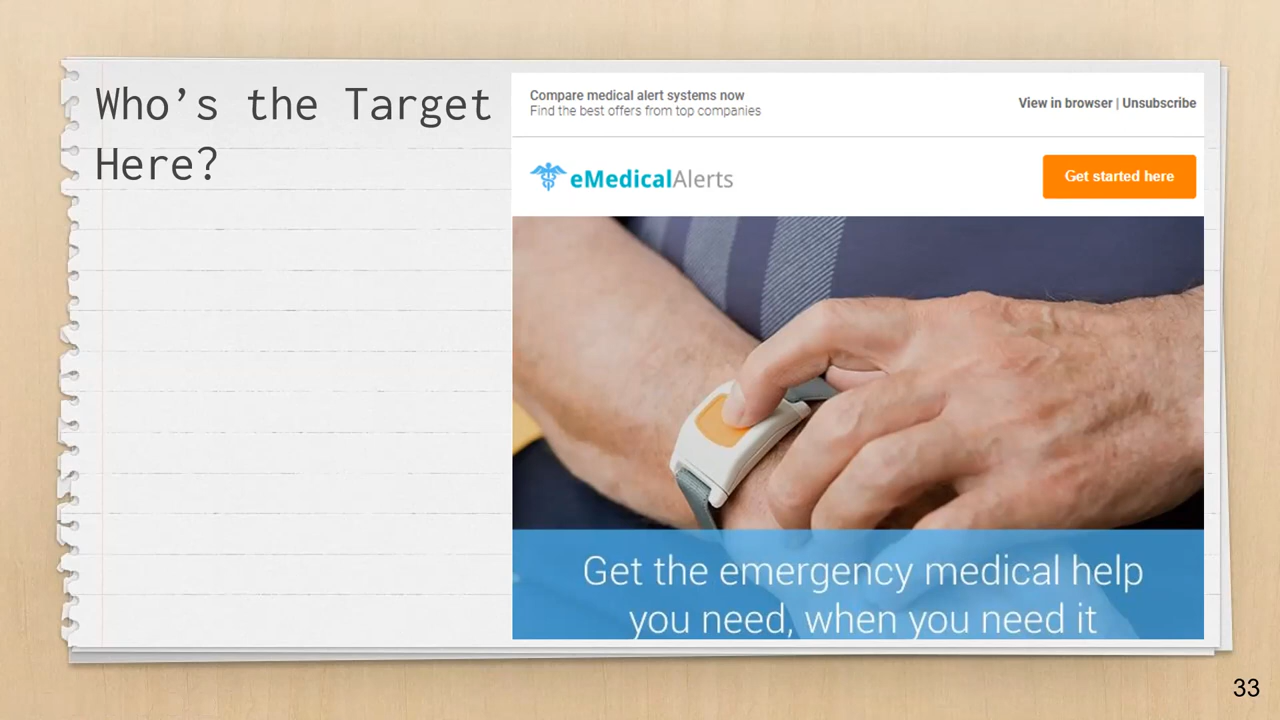 Who's the Target
Here?
Compare medical alert systems now
Find the best offers from top companies
View in browser | Unsubscribe
eMedicalAlerts
Get started here
Get the emergency medical help
you need, when you need it
33